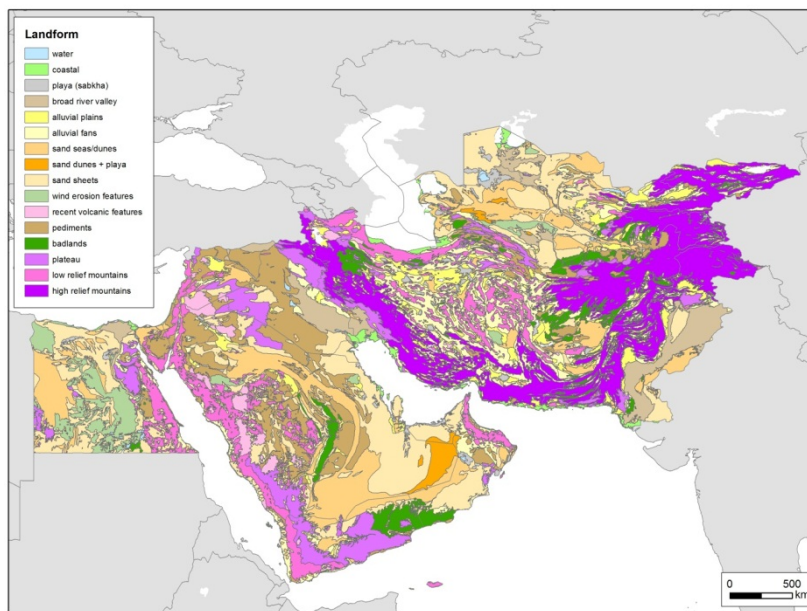 Landform
water
coastal
playa (sabkha)
broad river valley
alluvial plains
alluvial fans
sand seas/dunes
sand dunes + playa
sand sheets
wind erosion features
recent volcanic features
pediments
badlands
plateau
low relief mountains
high relief mountains
0 500
km